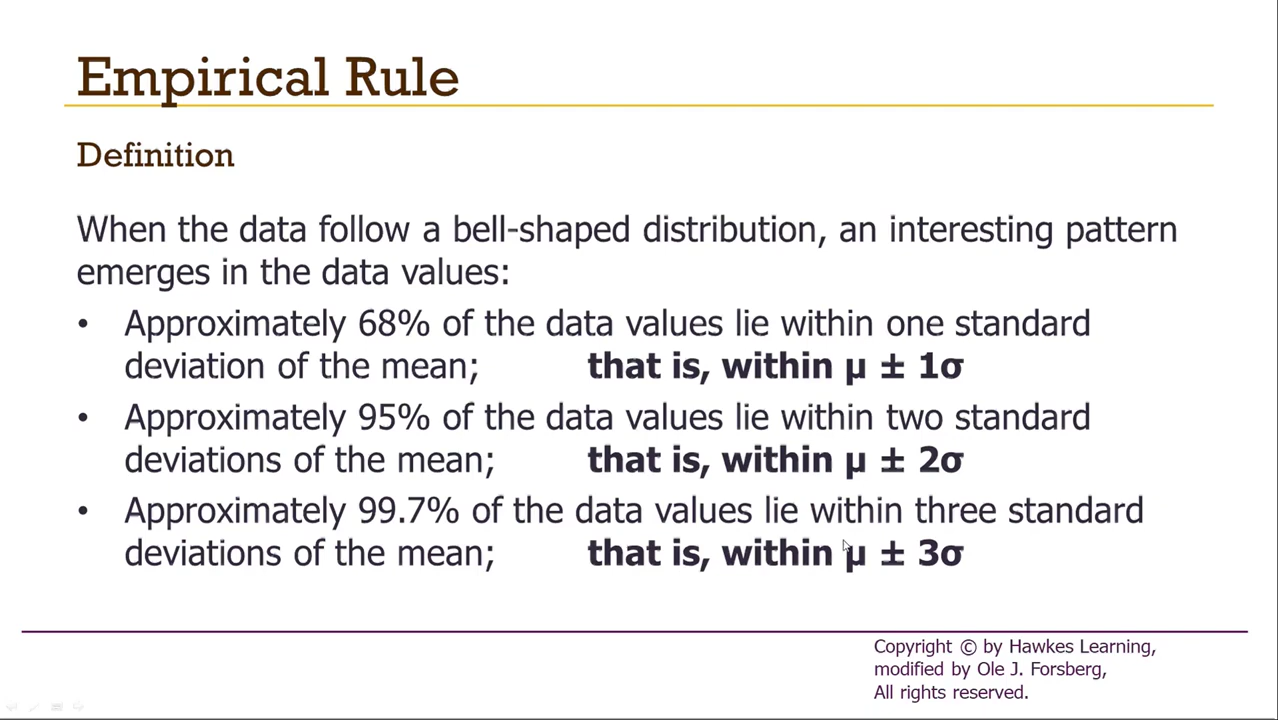 Empirical Rule
Definition
When the data follow a bell-shaped distribution, an interesting pattern
emerges in the data values:
• Approximately 68% of the data values lie within one standard
deviation of the mean; that is, within µ ± 1σ
• Approximately 95% of the data values lie within two standard
deviations of the mean; that is, within µ ± 2σ
• Approximately 99.7% of the data values lie within three standard
deviations of the mean; that is, within µ ± 3σ
Copyright © by Hawkes Learning,
modified by Ole J. Forsberg,
All rights reserved.